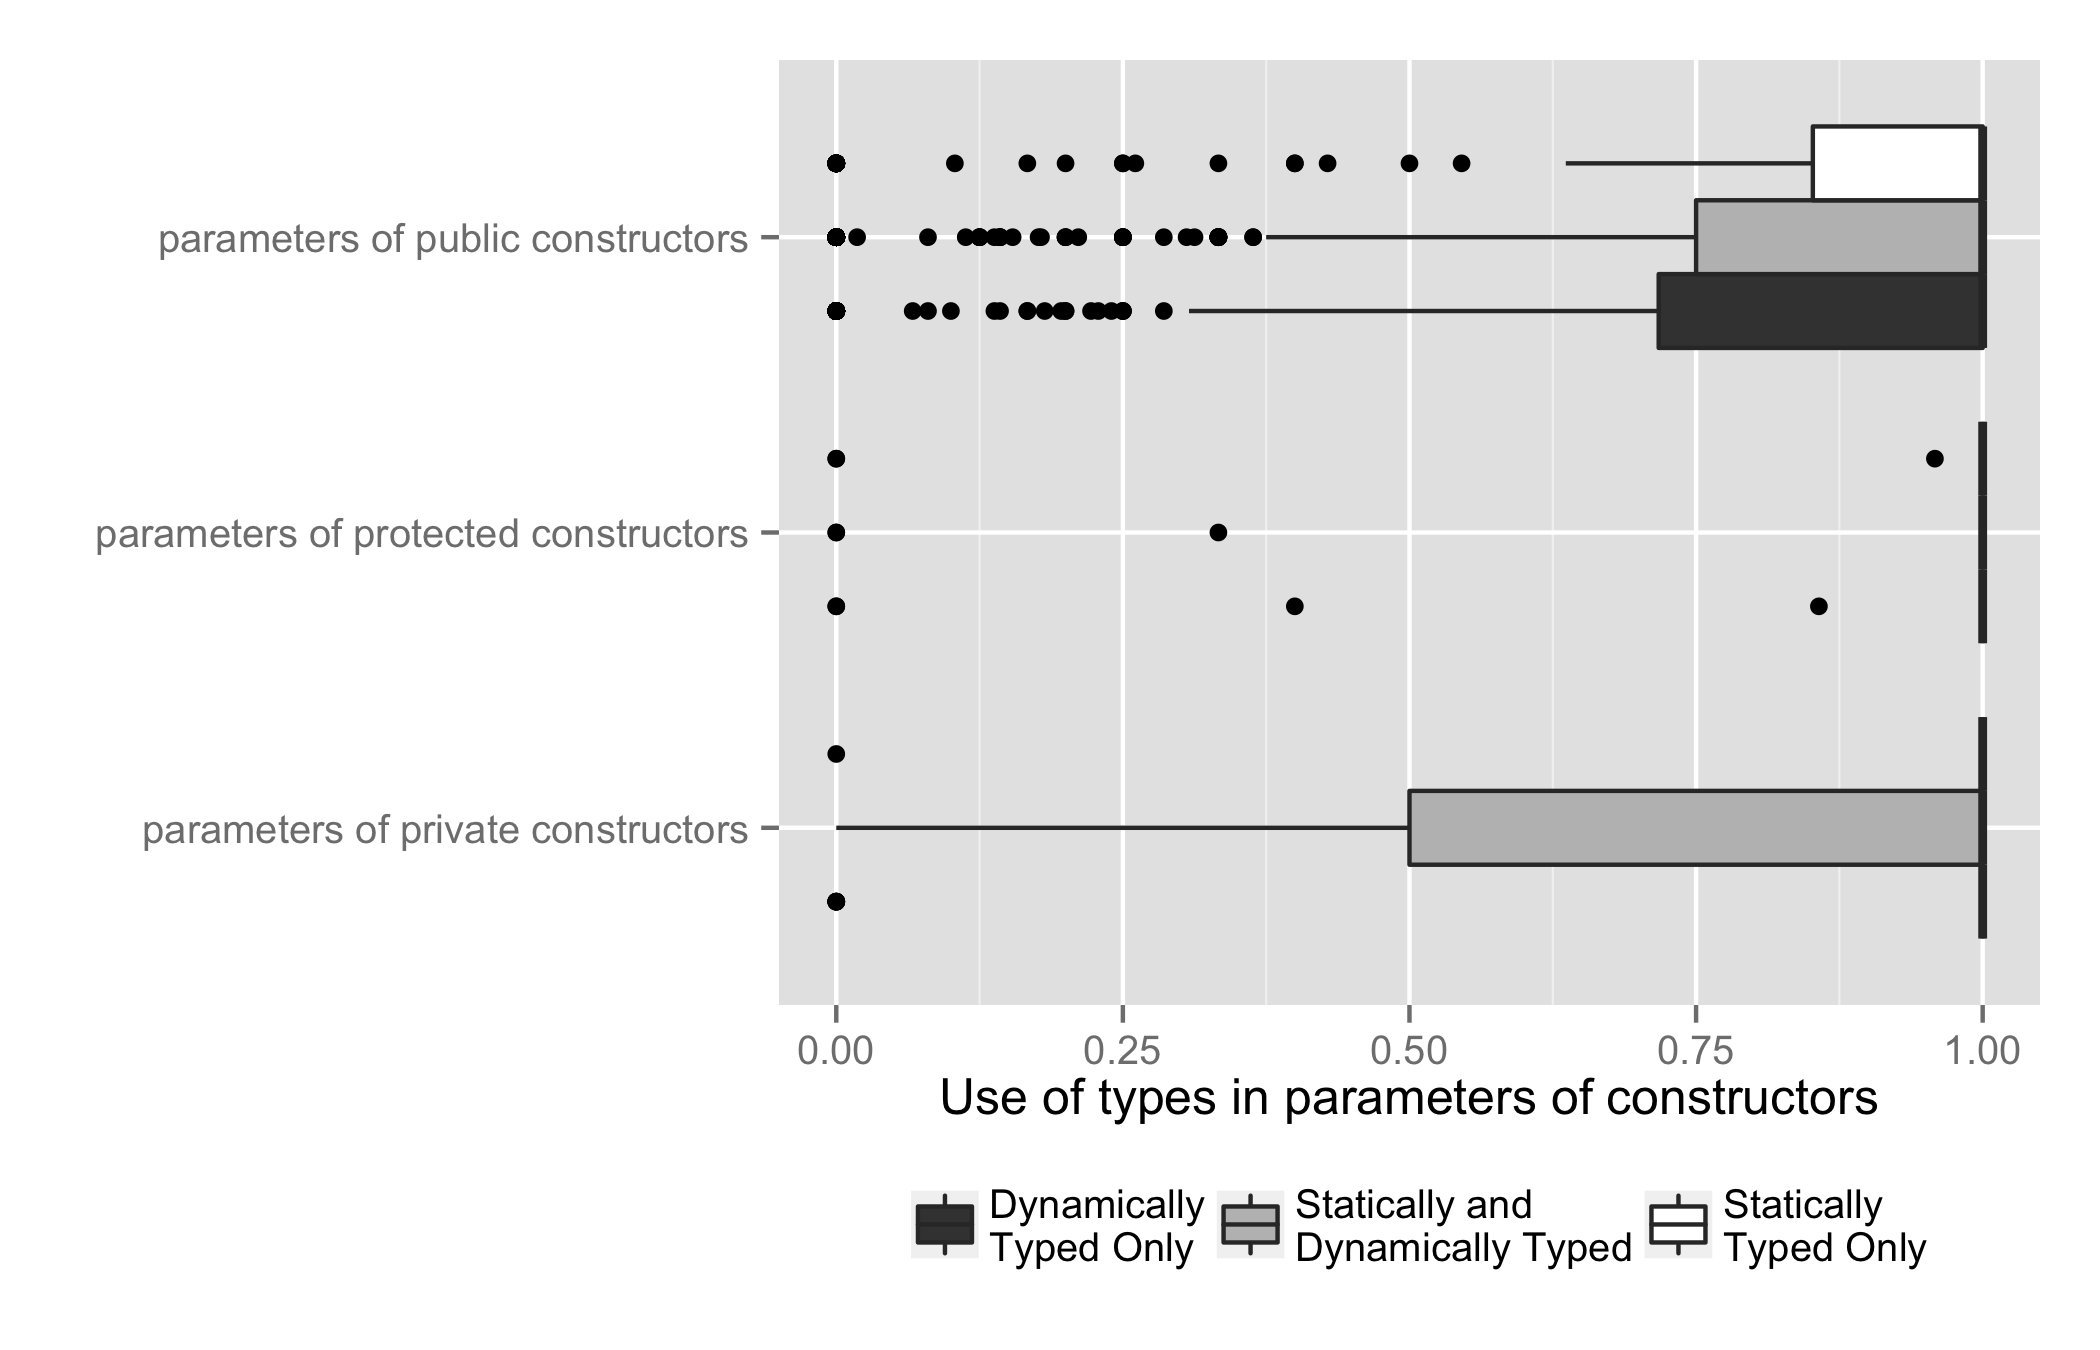 parameters of public constructors
parameters of protected constructors
parameters of private constructors
0.00 0.25 0.50 0.75 1.00
Use of types in parameters of constructors
Dynamically
Typed Only
Statically and
Dynamically Typed
Statically
Typed Only